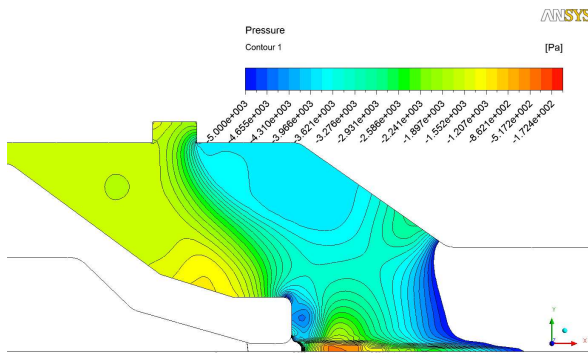 ANSYS
Pressure
Contour 1
[Pa]
-5.000e+003
-4.655e+003
-4.310e+003
-3.966e+003
-3.621e+003
-3.276e+003
-2.931e+003
-2.586e+003
-2.241e+003
-1.897e+003
-1.552e+003
-1.207e+003
-8.621e+002
-5.172e+002
-1.724e+002
Y
X